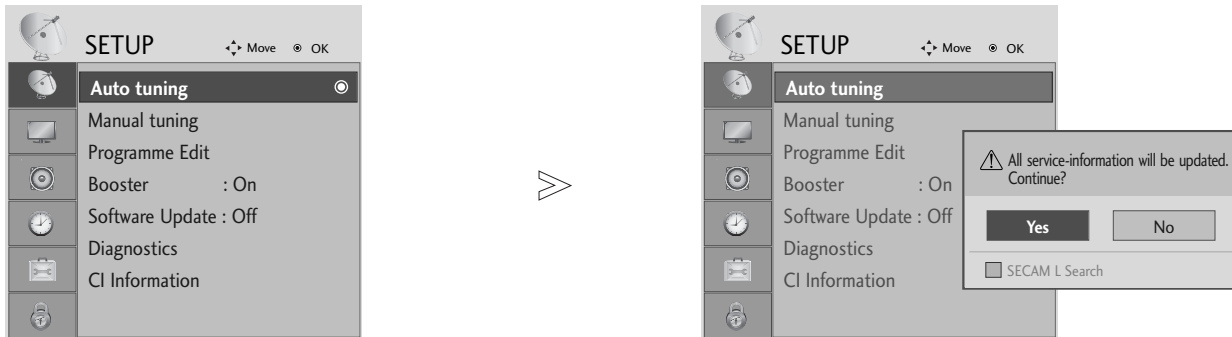 SETUP Move OK
Auto tuning
Manual tuning
Programme Edit
Booster : On
Software Update : Off
Diagnostics
CI Information
SETUP Move OK
Auto tuning
Manual tuning
Programme Edit
Booster : On
Software Update : Off
Diagnostics
CI Information
All service-information will be updated.
Continue?
Yes No
SECAM L Search